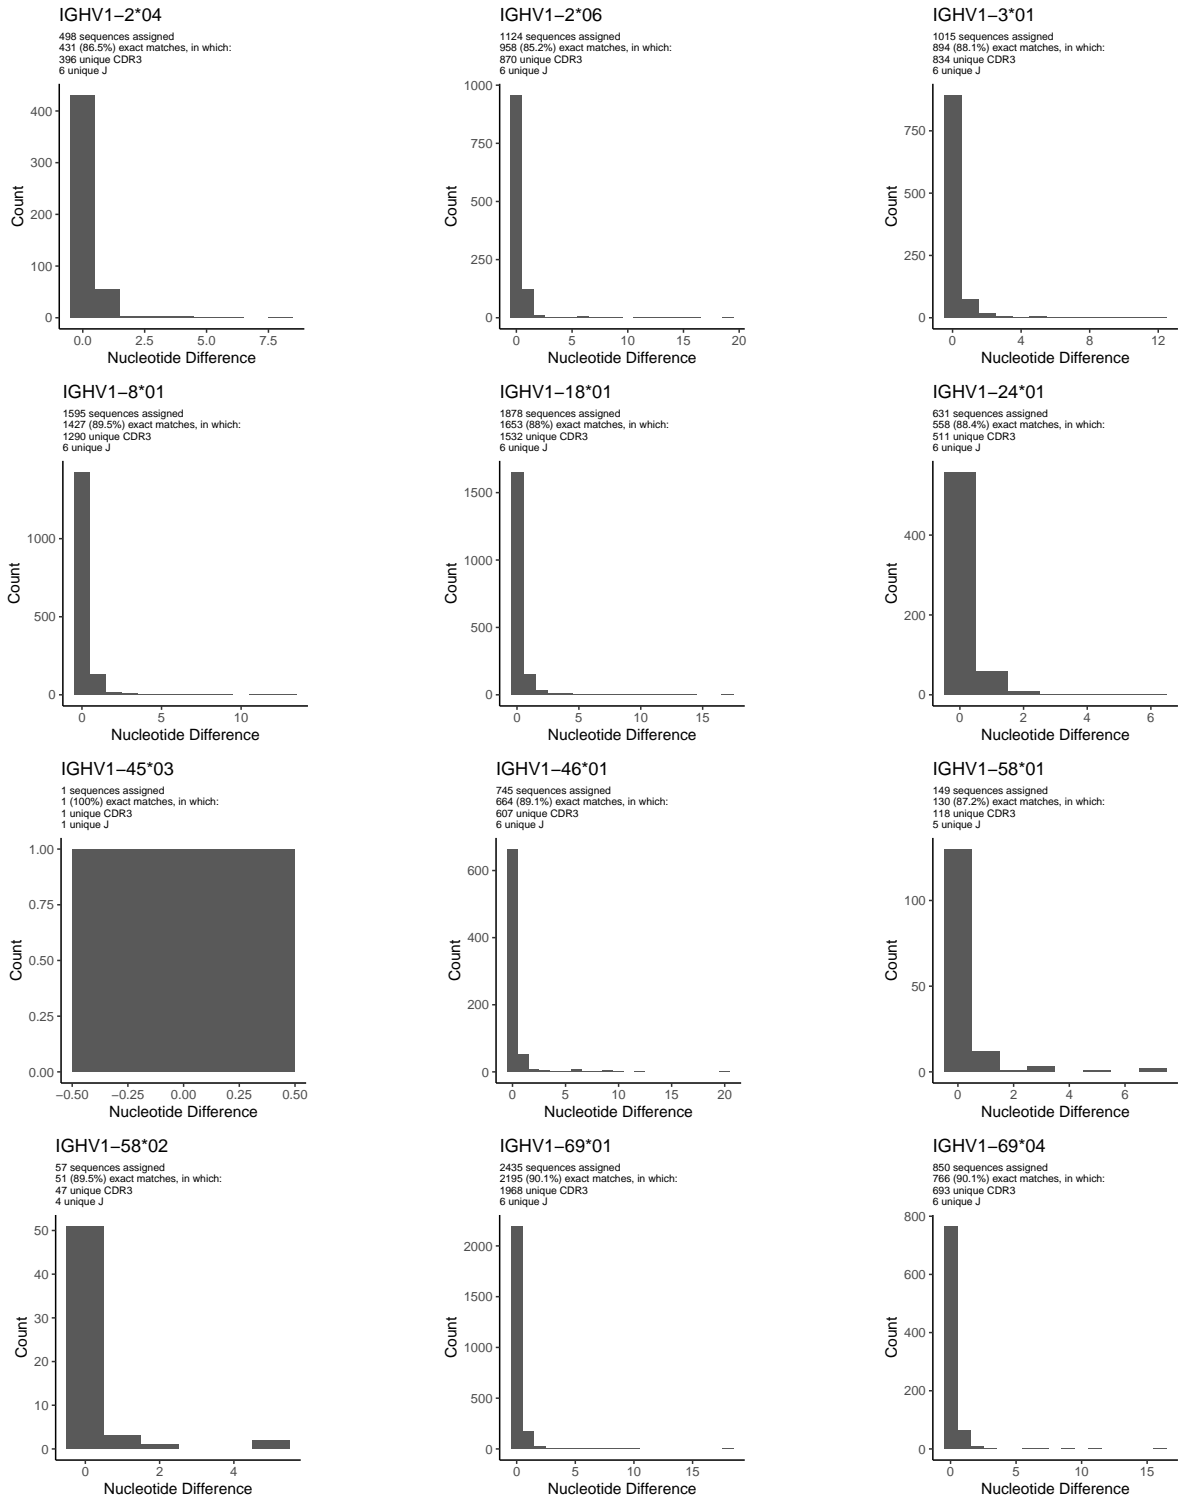 IGHV1−2*04
498 sequences assigned
431 (86.5%) exact matches, in which:
396 unique CDR3
6 unique J
400
300
200
100
0
Count
0.0
2.5
5.0
7.5
Nucleotide Difference
IGHV1−2*06
1124 sequences assigned
958 (85.2%) exact matches, in which:
870 unique CDR3
6 unique J
1000
750
500
250
0
Count
0
5
10
15
20
Nucleotide Difference
IGHV1−3*01
1015 sequences assigned
894 (88.1%) exact matches, in which:
834 unique CDR3
6 unique J
750
500
250
0
Count
0
4
8
12
Nucleotide Difference
IGHV1−8*01
1595 sequences assigned
1427 (89.5%) exact matches, in which:
1290 unique CDR3
6 unique J
1000
500
0
Count
0
5
10
Nucleotide Difference
IGHV1−18*01
1878 sequences assigned
1653 (88%) exact matches, in which:
1532 unique CDR3
6 unique J
1500
1000
500
0
Count
0
5
10
15
Nucleotide Difference
IGHV1−24*01
631 sequences assigned
558 (88.4%) exact matches, in which:
511 unique CDR3
6 unique J
400
200
0
Count
0
2
4
6
Nucleotide Difference
IGHV1−45*03
1 sequences assigned
1 (100%) exact matches, in which:
1 unique CDR3
1 unique J
1.00
0.75
0.50
0.25
0.00
Count
−0.50
−0.25
0.00
0.25
0.50
Nucleotide Difference
IGHV1−46*01
745 sequences assigned
664 (89.1%) exact matches, in which:
607 unique CDR3
6 unique J
600
400
200
0
Count
0
5
10
15
20
Nucleotide Difference
IGHV1−58*01
149 sequences assigned
130 (87.2%) exact matches, in which:
118 unique CDR3
5 unique J
100
50
0
Count
0
2
4
6
Nucleotide Difference
IGHV1−58*02
57 sequences assigned
51 (89.5%) exact matches, in which:
47 unique CDR3
4 unique J
50
40
30
20
10
0
Count
0
2
4
Nucleotide Difference
IGHV1−69*01
2435 sequences assigned
2195 (90.1%) exact matches, in which:
1968 unique CDR3
6 unique J
2000
1500
1000
500
0
Count
0
5
10
15
Nucleotide Difference
IGHV1−69*04
850 sequences assigned
766 (90.1%) exact matches, in which:
693 unique CDR3
6 unique J
800
600
400
200
0
Count
0
5
10
15
Nucleotide Difference